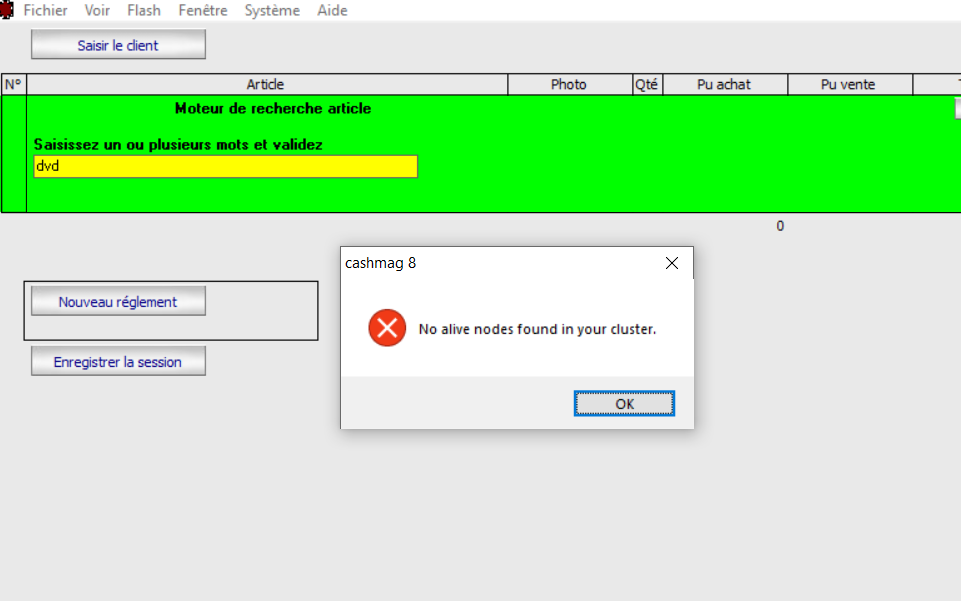 Fichier Voir Flash Fenêtre Système Aide
Saisir le client
N° Article Photo Qté Pu achat Pu vente
Moteur de recherche article
Saisissez un ou plusieurs mots et validez
dvd
0
cashmag 8
No alive nodes found in your cluster.
OK
Nouveau réglement
Enregistrer la session